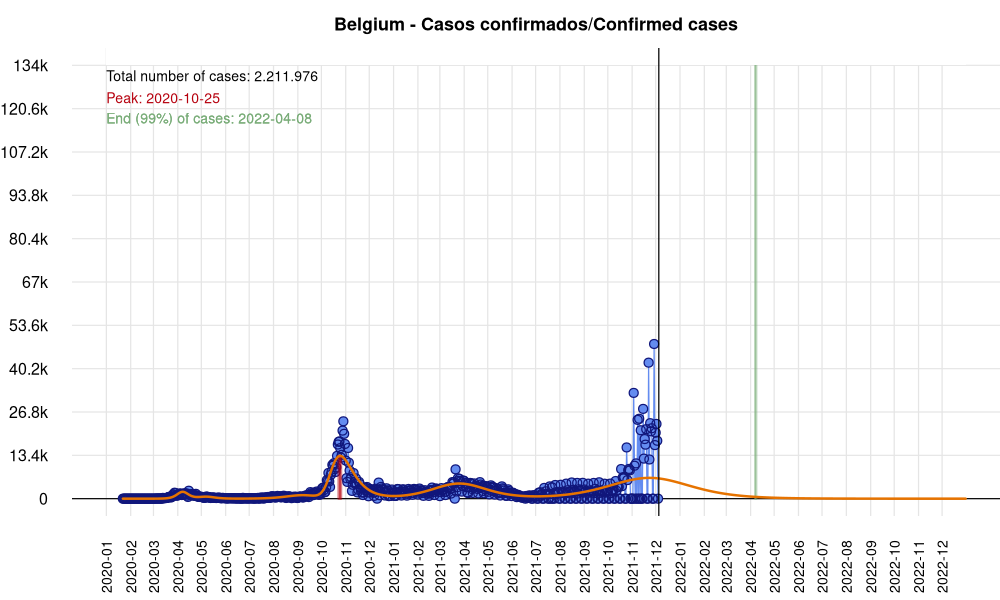 Belgium - Casos confirmados/Confirmed cases
134k
Total number of cases: 2.211.976
Peak: 2020-10-25
End (99%) of cases: 2022-04-08
120.6k
107.2k
93.8k
80.4k
67k
53.6k
40.2k
26.8k
13.4k
0
2020-01
2020-02
2020-03
2020-04
2020-05
2020-06
2020-07
2020-08
2020-09
2020-10
2020-11
2020-12
2021-01
2021-02
2021-03
2021-04
2021-05
2021-06
2021-07
2021-08
2021-09
2021-10
2021-11
2021-12
2022-01
2022-02
2022-03
2022-04
2022-05
2022-06
2022-07
2022-08
2022-09
2022-10
2022-11
2022-12